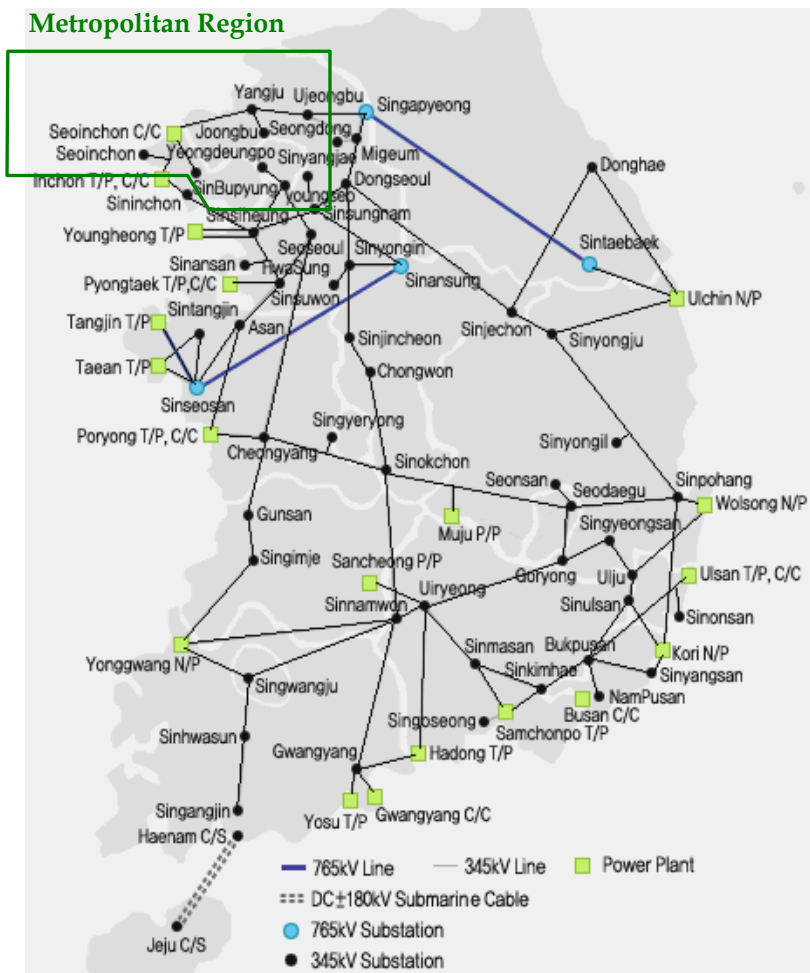 Metropolitan Region
Yangju
Ujeongbu
Singapyeong
Seoinchon C/C
Joongbu
Seongdong
Seoinchon
Yeongdeungpo
Sinyangjae
Migeum
Donghae
Inchon T/P, C/C
SinBupyung
Dongseoul
Sininchon
youngseo
Sinsiheung
Sinsungnam
Youngheong T/P
Seoseoul
Sinyongin
Sintaebaek
Sinansan
HwaSung
Sinansung
Pyongtaek T/P,C/C
Sinsuwon
Ulchin N/P
Sintangjin
Tangjin T/P
Asan
Sinjincheon
Sinjechon
Sinyongju
Taean T/P
Chongwon
Sinseosan
Singyeryong
Poryong T/P, C/C
Cheongyang
Sinyongil
Sinokchon
Seonsan
Seodaegu
Sinpohang
Wolsong N/P
Gunsan
Muju P/P
Singyeongsan
Singimje
Sancheong P/P
Goryong
Ulju
Ulsan T/P, C/C
Uiryeong
Sinnamwon
Sinulsan
Sinonsan
Yonggwang N/P
Sinmasan
Bukpusan
Kori N/P
Singwangju
Sinkimhae
Sinyangsan
NamPusan
Singoseong
Busan C/C
Sinhwasun
Gwangyang
Samchonpo T/P
Hadong T/P
Singangjin
Yosu T/P
Gwangyang C/C
Haenam C/S
765kV Line
345kV Line
Power Plant
DC±180kV Submarine Cable
765kV Substation
Jeju C/S
345kV Substation